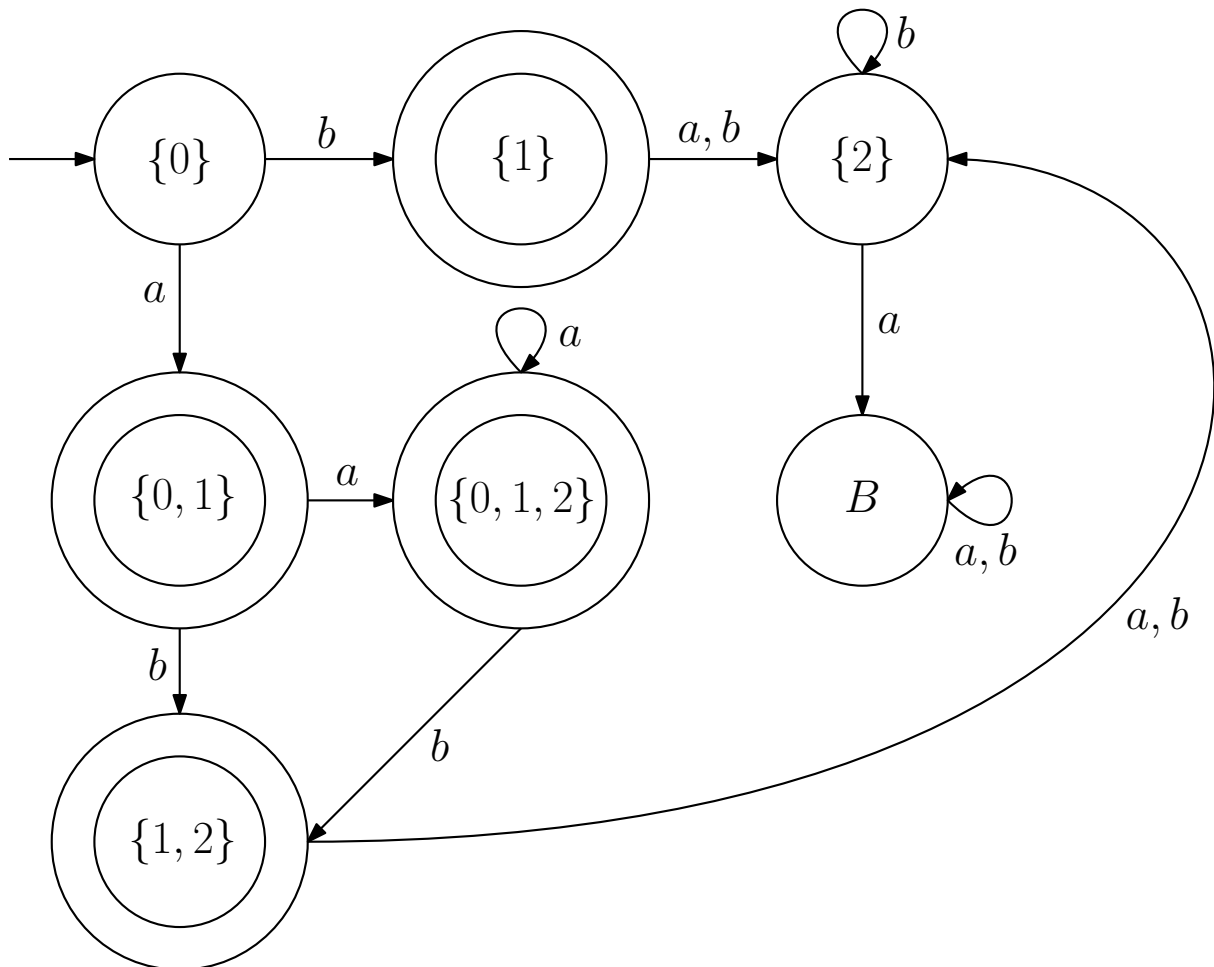 b
{0}
b
{1}
a, b
{2}
a
a
a
{0, 1}
a
{0, 1, 2}
B
a, b
b
b
a, b
{1, 2}